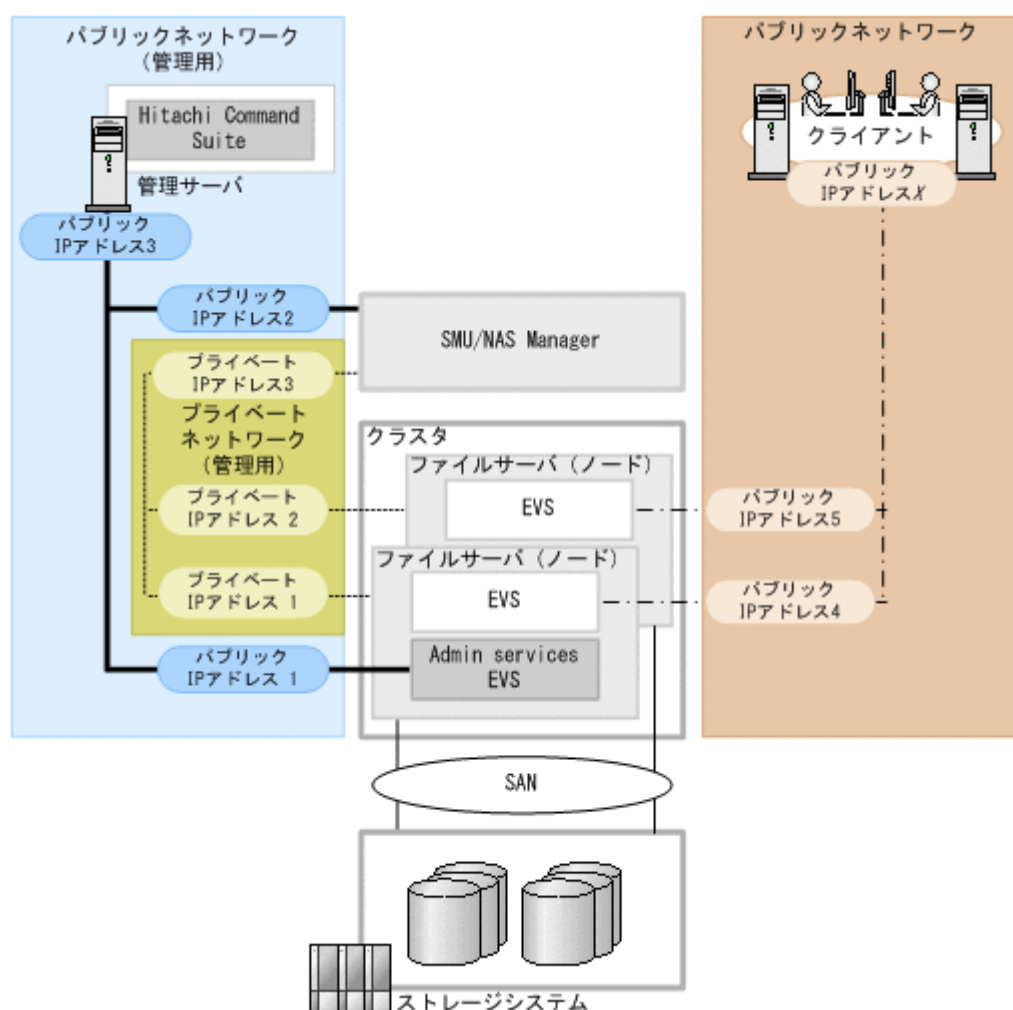 パブリックネットワーク
(管理用)
Hitachi Command
Suite
管理サーバ
パブリック
IPアドレス3
パブリック
IPアドレス2
プライベート
IPアドレス3
プライベート
ネットワーク
(管理用)
プライベート
IPアドレス 2
プライベート
IPアドレス 1
パブリック
IPアドレス 1
SMU/NAS Manager
クラスタ
ファイルサーバ (ノード)
EVS
ファイルサーバ (ノード)
EVS
Admin services
EVS
SAN
ストレージシステム
パブリックネットワーク
クライアント
パブリック
IPアドレスX
パブリック
IPアドレス5
パブリック
IPアドレス4